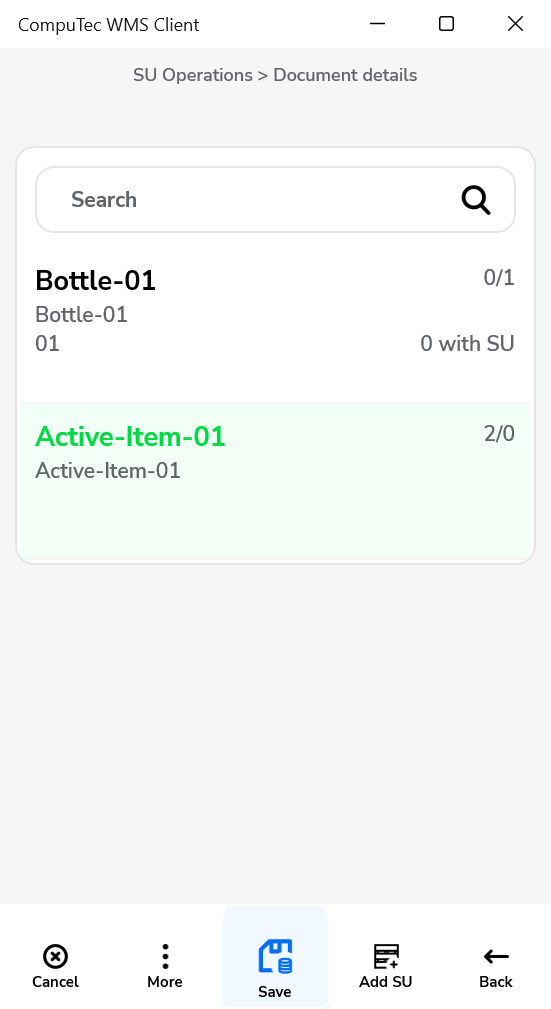 CompuTec WMS Client
SU Operations > Document details
Search
Bottle-01 0/1
Bottle-01
01 0 with SU
Active-Item-01 2/0
Active-Item-01
Cancel More Save Add SU Back